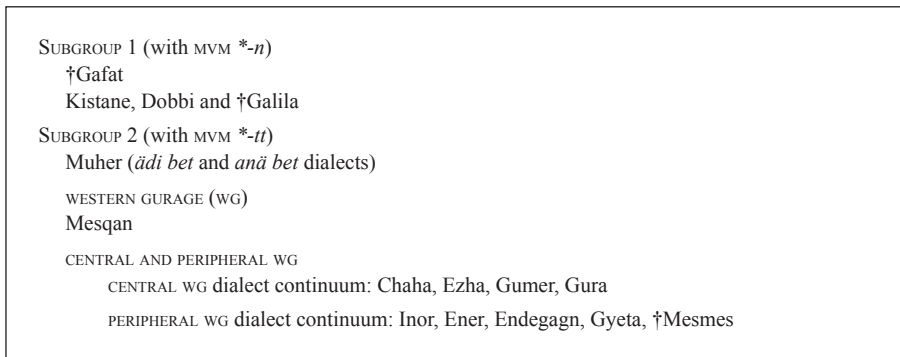 SUBGROUP 1 (with MVM *-n)
†Gafat
Kistane, Dobbi and †Galila
SUBGROUP 2 (with MVM *-tt)
Muher (ädi bet and anä bet dialects)
WESTERN GURAGE (WG)
Mesqan
CENTRAL AND PERIPHERAL WG
CENTRAL WG dialect continuum: Chaha, Ezha, Gumer, Gura
PERIPHERAL WG dialect continuum: Inor, Ener, Endegagn, Gyeta, †Mesmes